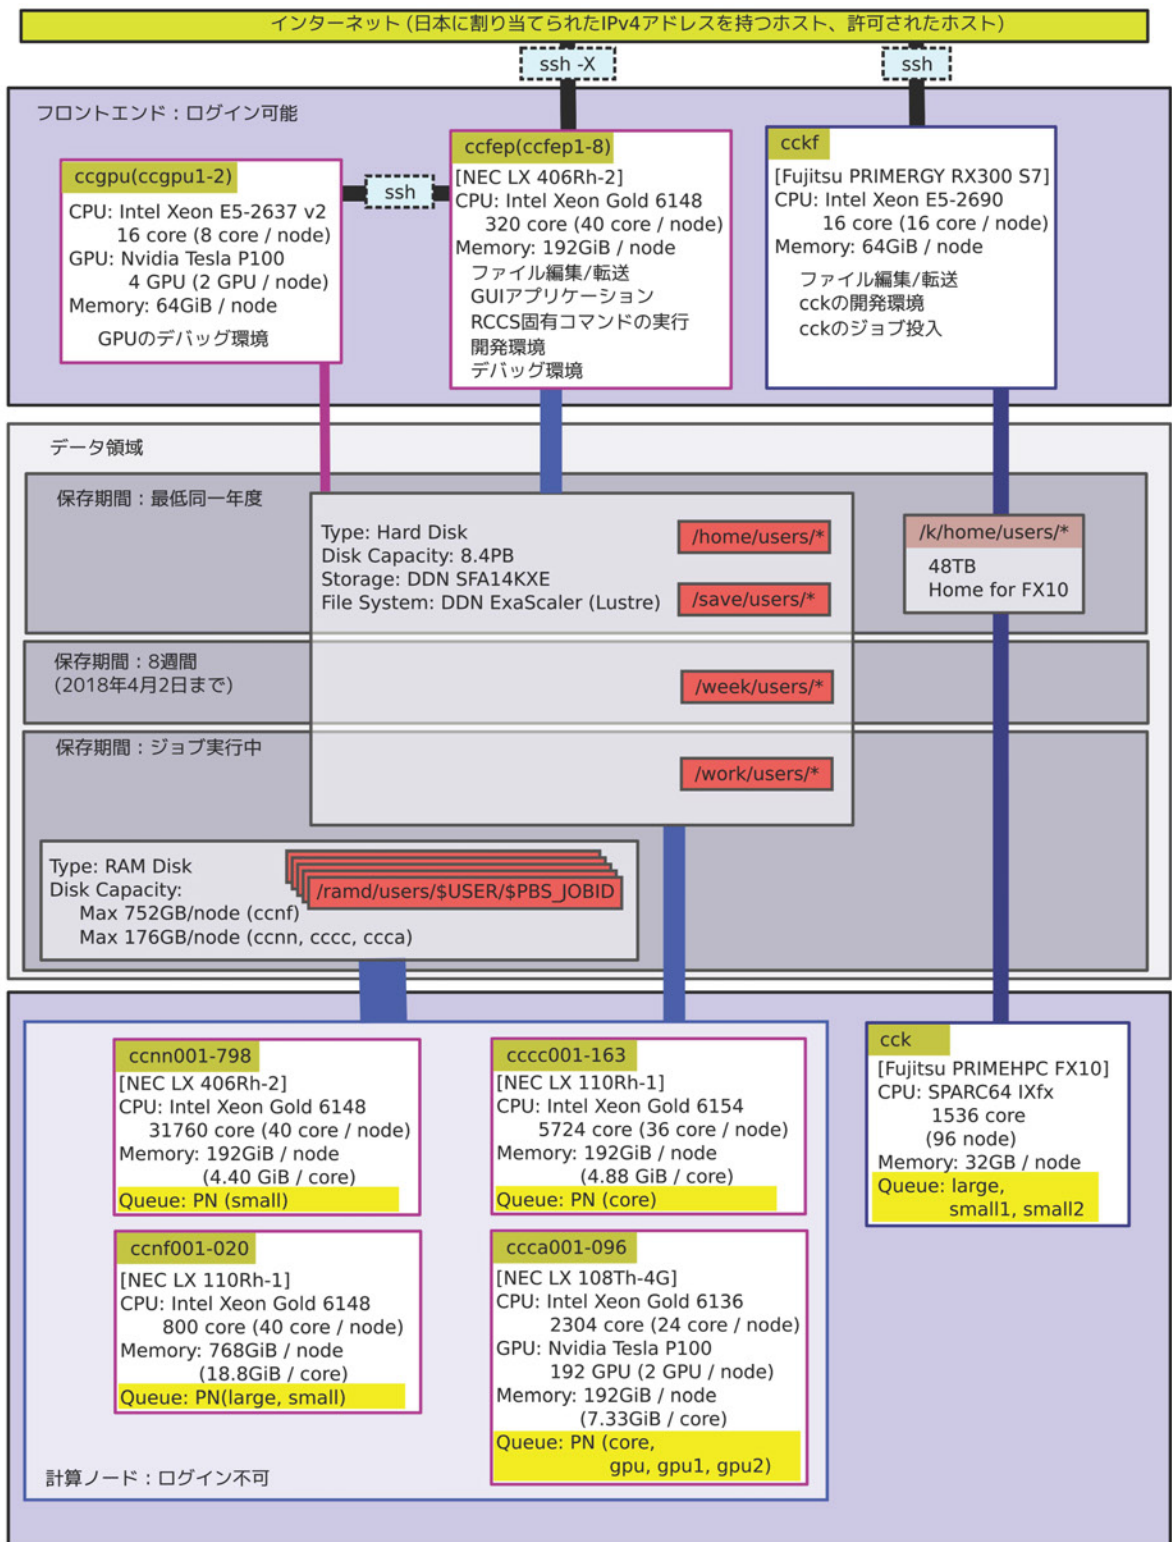 インターネット (日本に割り当てられたIPv4アドレスを持つホスト、許可されたホスト)
ssh -X
ssh
フロントエンド：ログイン可能
ccgpu(ccgpu1-2)
CPU: Intel Xeon E5-2637 v2
16 core (8 core / node)
GPU: Nvidia Tesla P100
4 GPU (2 GPU / node)
Memory: 64GiB / node
GPUのデバッグ環境
ssh
ccfep(ccfep1-8)
[NEC LX 406Rh-2]
CPU: Intel Xeon Gold 6148
320 core (40 core / node)
Memory: 192GiB / node
ファイル編集/転送
GUIアプリケーション
RCCS固有コマンドの実行
開発環境
デバッグ環境
cckf
[Fujitsu PRIMERGY RX300 S7]
CPU: Intel Xeon E5-2690
16 core (16 core / node)
Memory: 64GiB / node
ファイル編集/転送
cckの開発環境
cckのジョブ投入
データ領域
保存期間：最低同一年度
Type: Hard Disk
Disk Capacity: 8.4PB
Storage: DDN SFA14KXE
File System: DDN ExaScaler (Lustre)
/home/users/*
/save/users/*
/k/home/users/*
48TB
Home for FX10
保存期間：8週間
(2018年4月2日まで)
/week/users/*
保存期間：ジョブ実行中
/work/users/*
Type: RAM Disk
Disk Capacity:
Max 752GB/node (ccnf)
Max 176GB/node (ccnn, cccc, ccca)
/ramd/users/$USER/$PBS_JOBID
ccnn001-798
[NEC LX 406Rh-2]
CPU: Intel Xeon Gold 6148
31760 core (40 core / node)
Memory: 192GiB / node
(4.40 GiB / core)
Queue: PN (small)
cccc001-163
[NEC LX 110Rh-1]
CPU: Intel Xeon Gold 6154
5724 core (36 core / node)
Memory: 192GiB / node
(4.88 GiB / core)
Queue: PN (core)
cck
[Fujitsu PRIMEHPC FX10]
CPU: SPARC64 IXfx
1536 core
(96 node)
Memory: 32GB / node
Queue: large,
small1, small2
ccnf001-020
[NEC LX 110Rh-1]
CPU: Intel Xeon Gold 6148
800 core (40 core / node)
Memory: 768GiB / node
(18.8GiB / core)
Queue: PN(large, small)
ccca001-096
[NEC LX 108Th-4G]
CPU: Intel Xeon Gold 6136
2304 core (24 core / node)
GPU: Nvidia Tesla P100
192 GPU (2 GPU / node)
Memory: 192GiB / node
(7.33GiB / core)
Queue: PN (core,
gpu, gpu1, gpu2)
計算ノード：ログイン不可